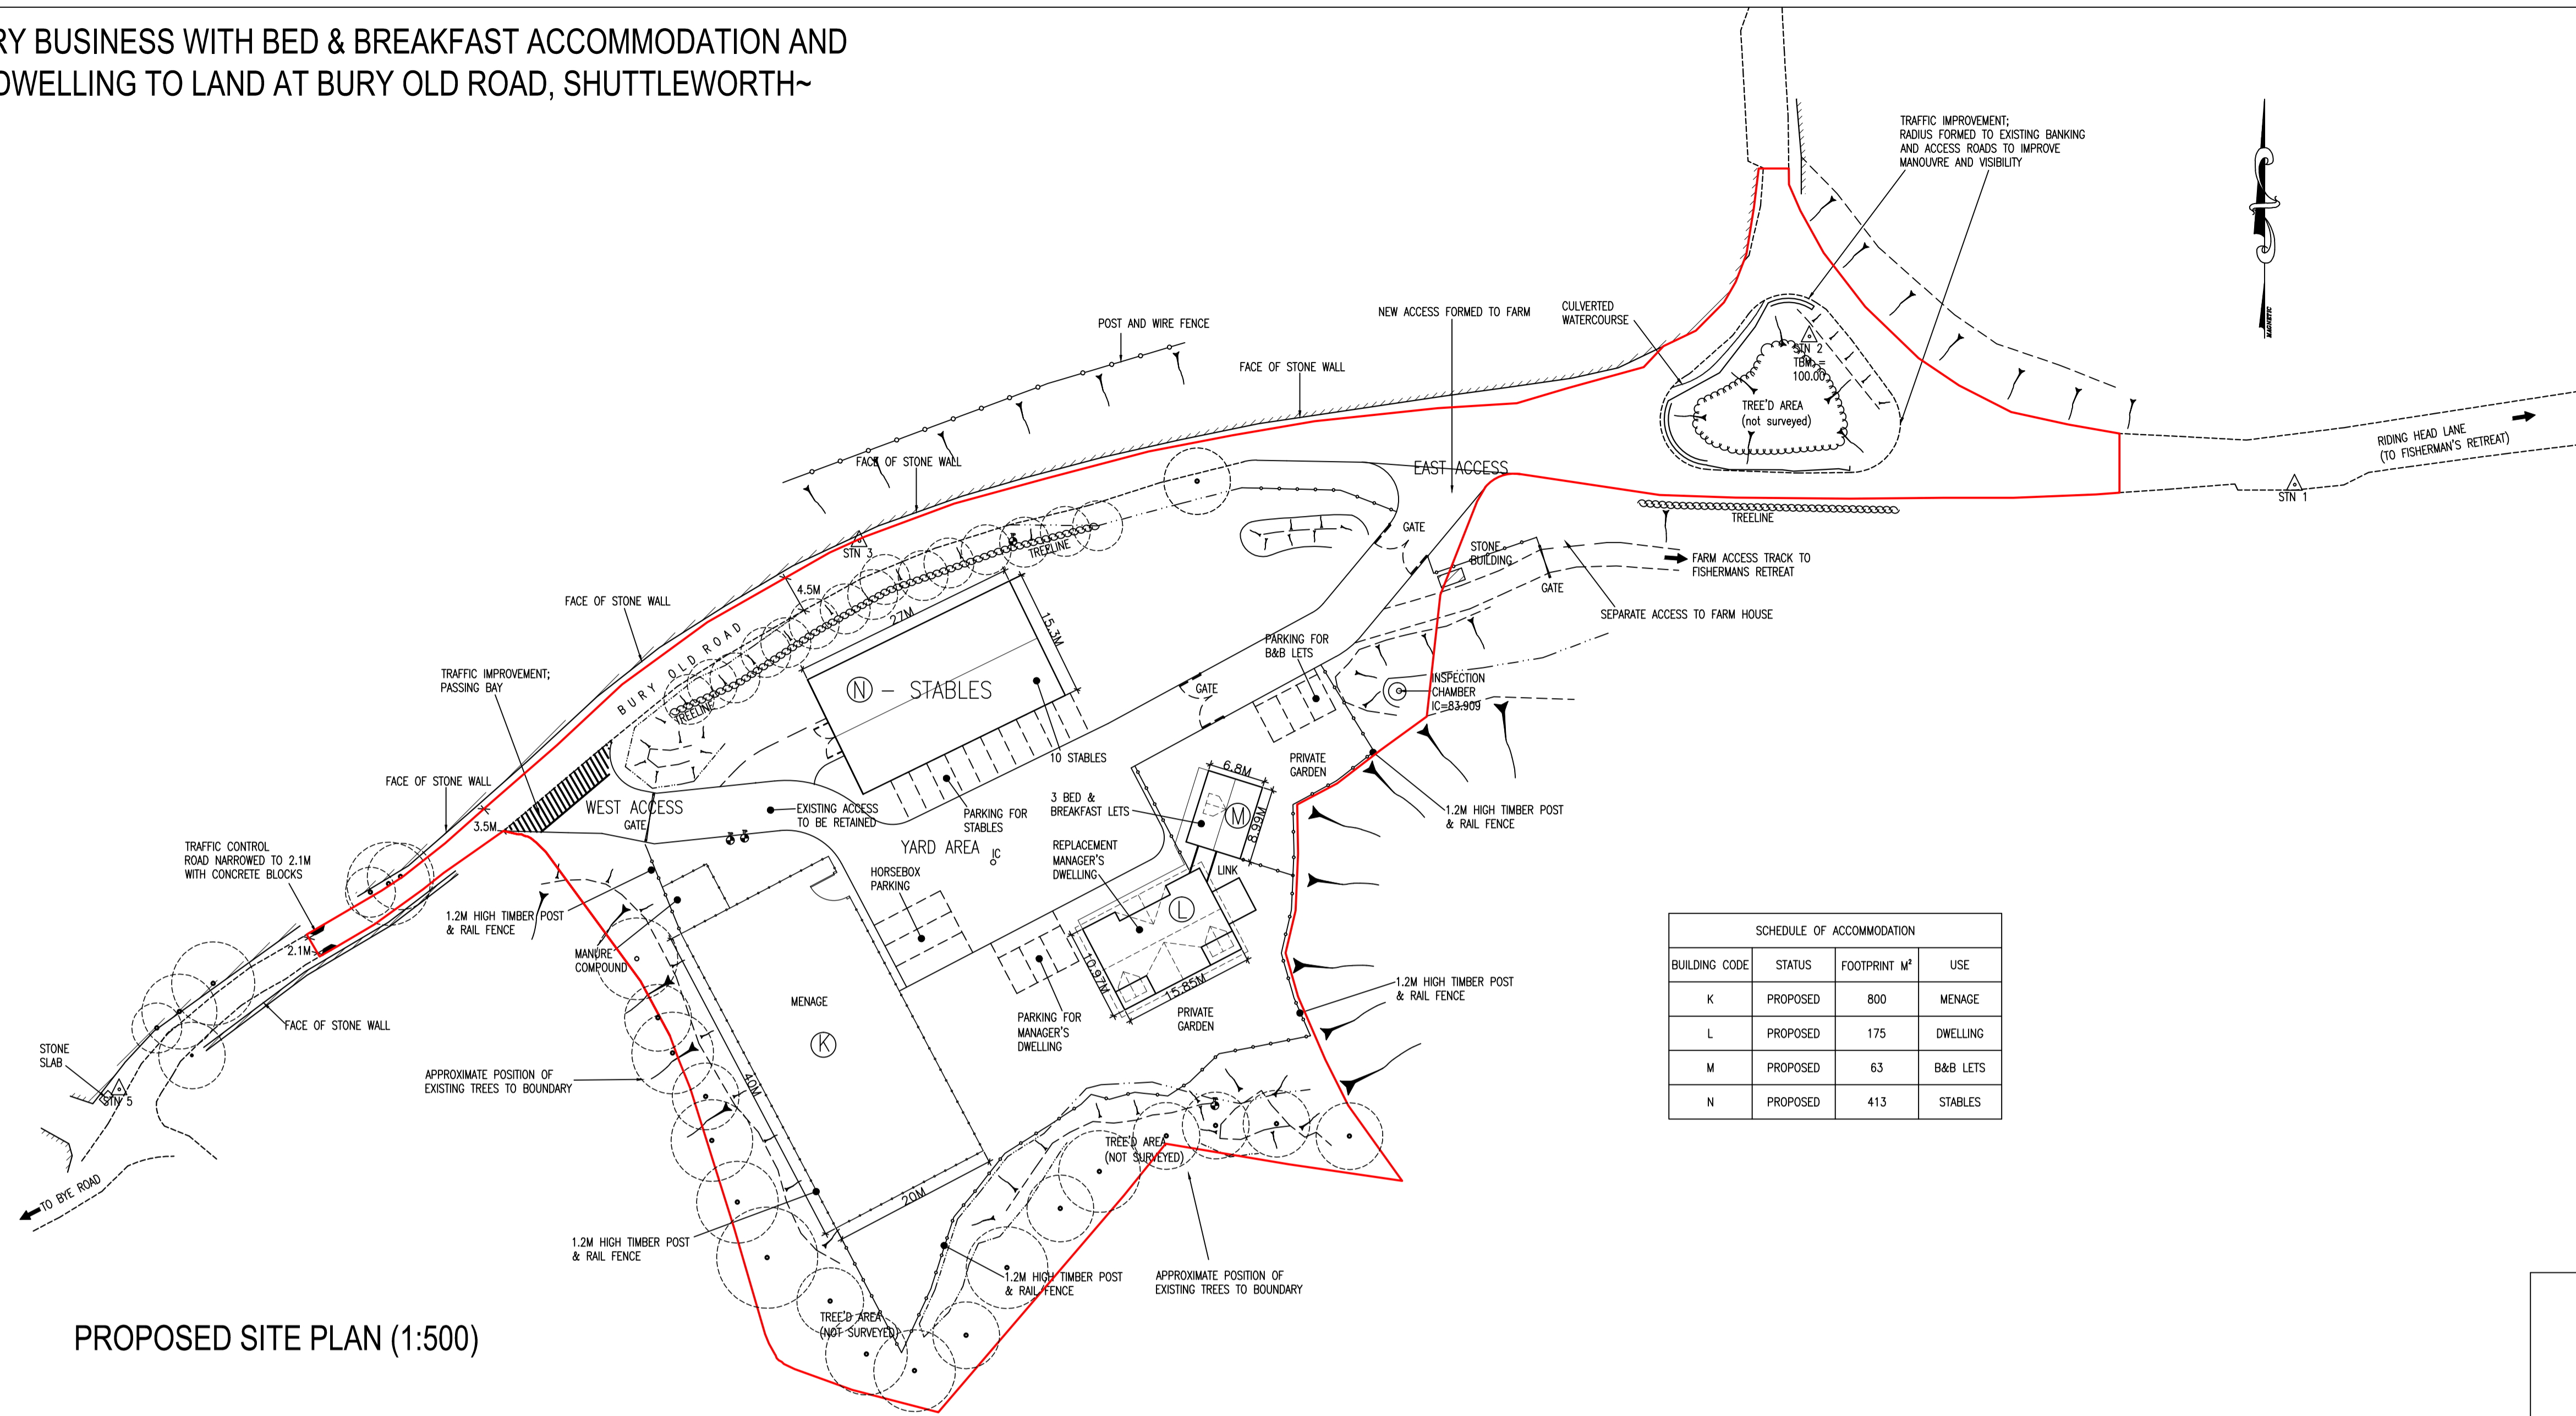 RY BUSINESS WITH BED & BREAKFAST ACCOMMODATION AND
DWELLING TO LAND AT BURY OLD ROAD, SHUTTLEWORTH~
TRAFFIC IMPROVEMENT;
RADIUS FORMED TO EXISTING BANKING
AND ACCESS ROADS TO IMPROVE
MANOUVRE AND VISIBILITY
MAGNETIC
CULVERTED
WATERCOURSE
NEW ACCESS FORMED TO FARM
POST AND WIRE FENCE
FACE OF STONE WALL
STN 2
TBM =
100.00
TREE'D AREA
(not surveyed)
RIDING HEAD LANE
(TO FISHERMAN'S RETREAT)
STN 1
TREELINE
FACE OF STONE WALL
EAST ACCESS
GATE
STONE
BUILDING
GATE
FARM ACCESS TRACK TO
FISHERMANS RETREAT
SEPARATE ACCESS TO FARM HOUSE
STN 3
TREELINE
4.5M
27M
15.3M
FACE OF STONE WALL
BURY OLD ROAD
TREELINE
PARKING FOR
B&B LETS
INSPECTION
CHAMBER
IC=83.909
TRAFFIC IMPROVEMENT;
PASSING BAY
N - STABLES
GATE
10 STABLES
PRIVATE
GARDEN
FACE OF STONE WALL
WEST ACCESS
GATE
3.5M
EXISTING ACCESS
TO BE RETAINED
PARKING FOR
STABLES
3 BED &
BREAKFAST LETS
6.8M
M
8.99M
1.2M HIGH TIMBER POST
& RAIL FENCE
TRAFFIC CONTROL
ROAD NARROWED TO 2.1M
WITH CONCRETE BLOCKS
YARD AREA
IC
REPLACEMENT
MANAGER'S
DWELLING
LINK
HORSEBOX
PARKING
L
1.2M HIGH TIMBER POST
& RAIL FENCE
2.1M
MANURE
COMPOUND
10.97M
15.85M
1.2M HIGH TIMBER POST
& RAIL FENCE
MENAGE
K
PARKING FOR
MANAGER'S
DWELLING
PRIVATE
GARDEN
FACE OF STONE WALL
STONE
SLAB
STN 5
APPROXIMATE POSITION OF
EXISTING TREES TO BOUNDARY
40M
20M
TREE'D AREA
(NOT SURVEYED)
TO BYE ROAD
1.2M HIGH TIMBER POST
& RAIL FENCE
1.2M HIGH TIMBER POST
& RAIL FENCE
APPROXIMATE POSITION OF
EXISTING TREES TO BOUNDARY
TREE'D AREA
(NOT SURVEYED)
SCHEDULE OF ACCOMMODATION
BUILDING CODE STATUS FOOTPRINT M² USE
K PROPOSED 800 MENAGE
L PROPOSED 175 DWELLING
M PROPOSED 63 B&B LETS
N PROPOSED 413 STABLES
PROPOSED SITE PLAN (1:500)